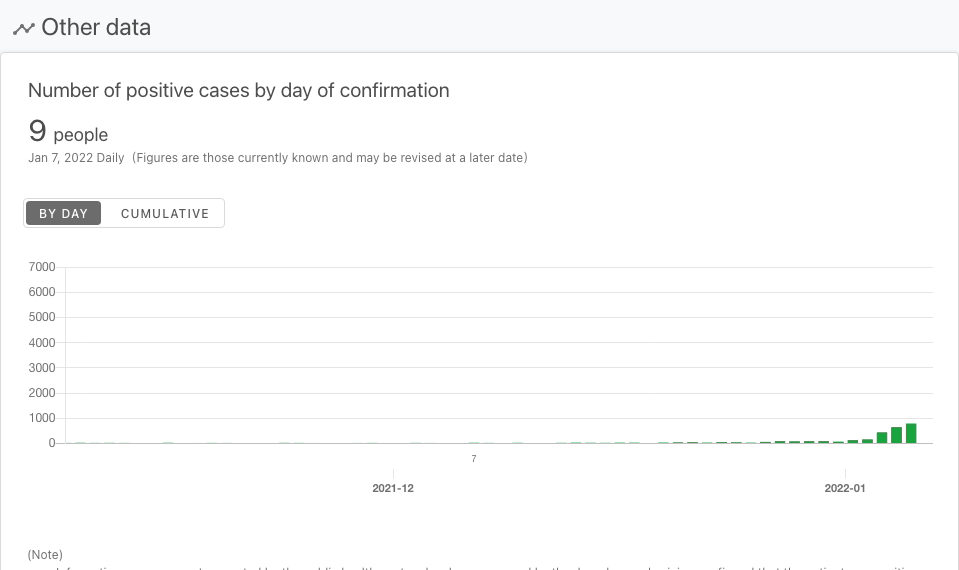 Other data
Number of positive cases by day of confirmation
9 people
Jan 7, 2022 Daily (Figures are those currently known and may be revised at a later date)
BY DAY CUMULATIVE
7000
6000
5000
4000
3000
2000
1000
0
7
2021-12 2022-01
(Note)